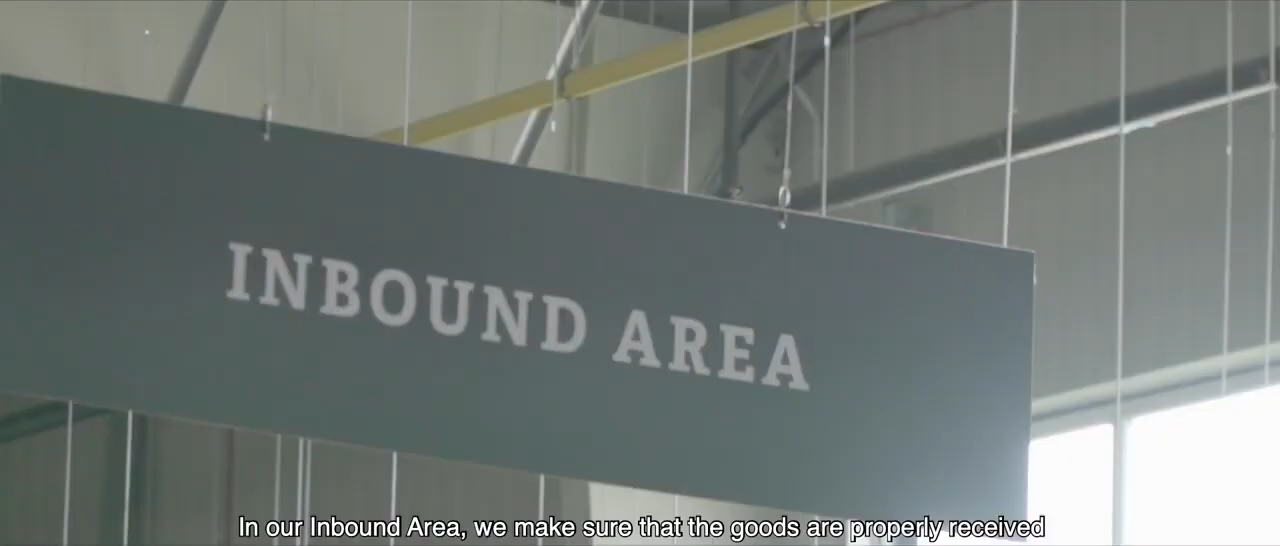 INBOUND AREA
In our Inbound Area, we make sure that the goods are properly received